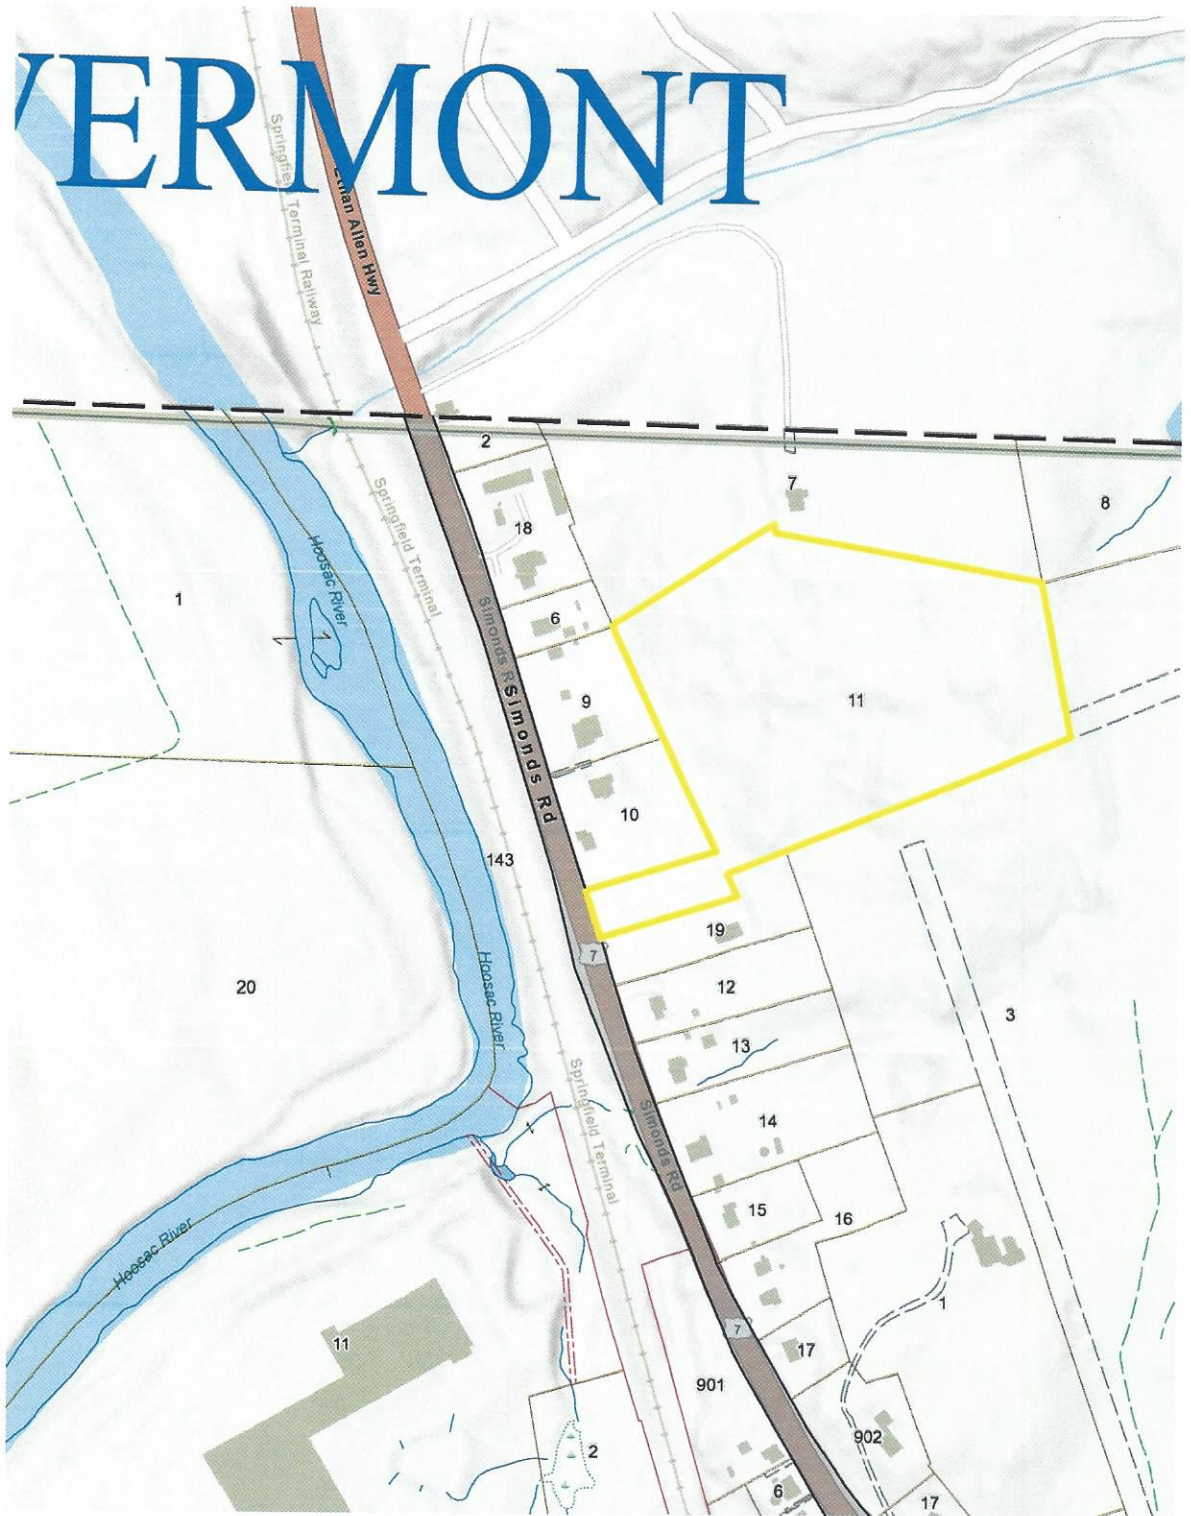 VERMONT
Springfield Terminal Railway
Ethan Allen Hwy
2
7
8
Springfield Terminal
18
Hoosac River
1
Simonds Rd
6
1
9
11
Simonds Rd
10
143
19
7
20
Hoosac River
12
3
13
Springfield Terminal
Simonds Rd
14
15
16
Hoosac River
1
7
11
17
901
902
2
6
17